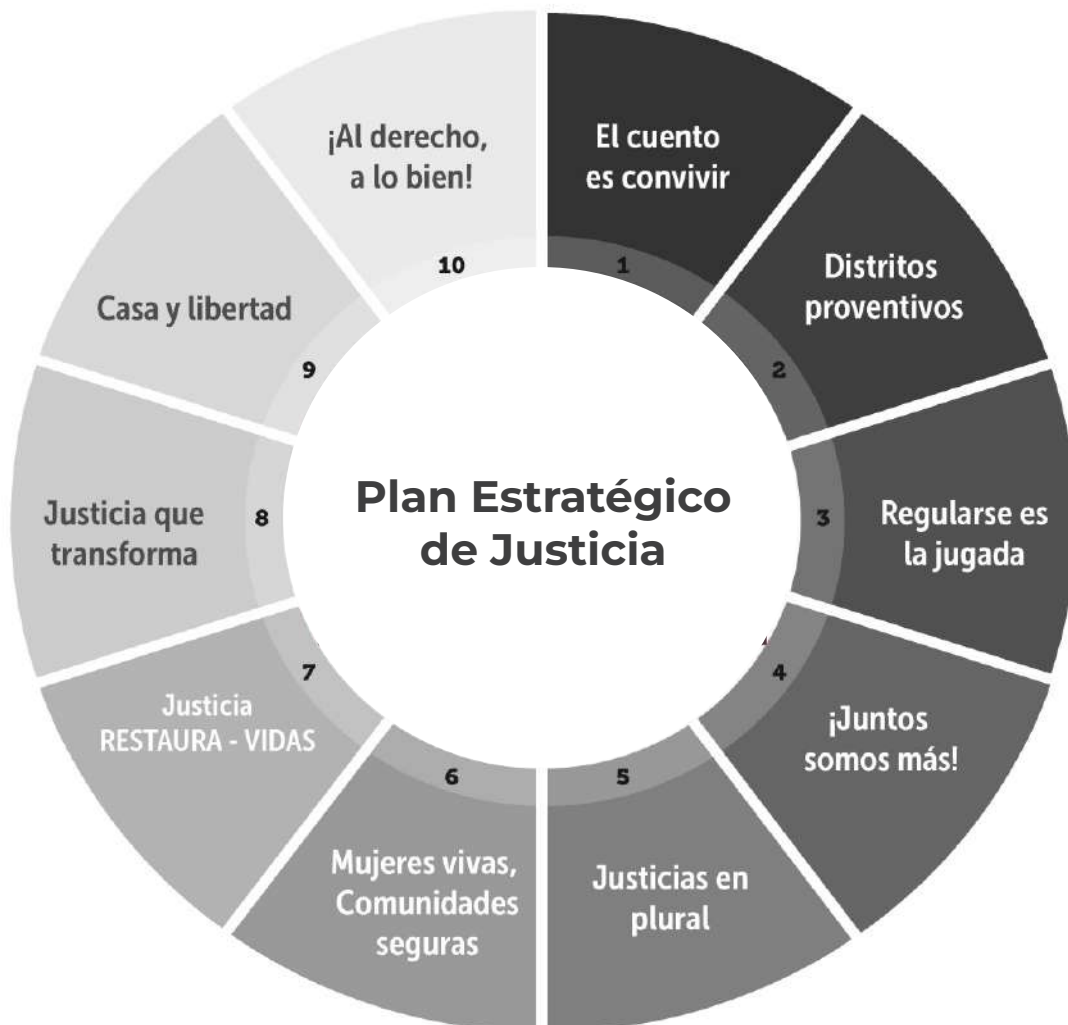 Plan Estratégico
de Justicia
1
El cuento
es convivir
2
Distritos
proventivos
3
Regularse es
la jugada
4
¡Juntos
somos más!
5
Justicias en
plural
6
Mujeres vivas,
Comunidades
seguras
7
Justicia
RESTAURA - VIDAS
8
Justicia que
transforma
9
Casa y libertad
10
¡Al derecho,
a lo bien!